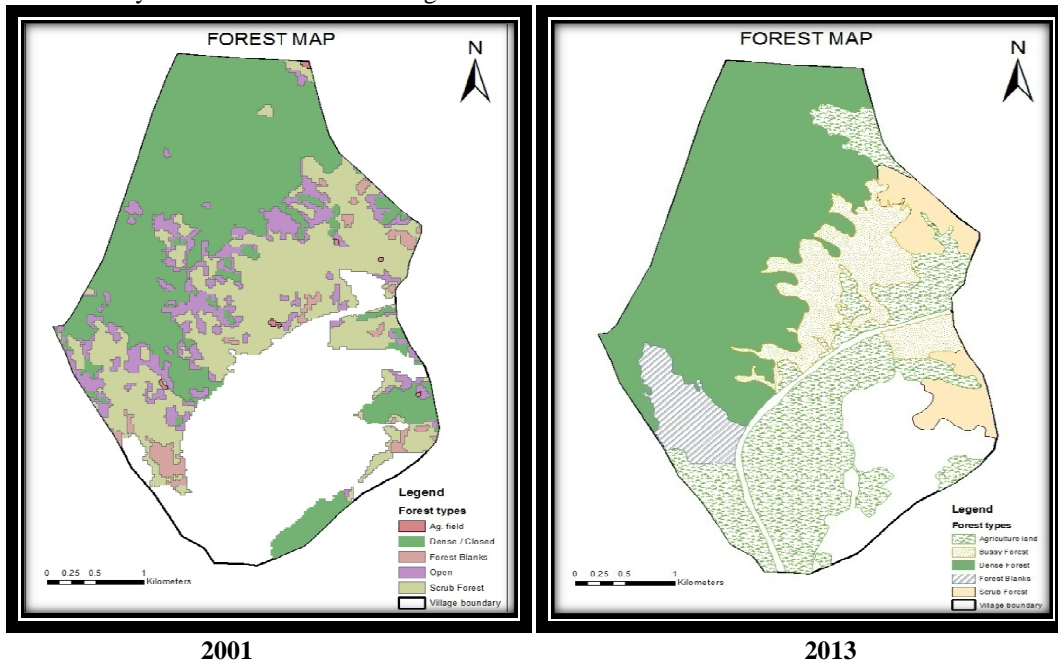 FOREST MAP
N
Legend
Forest types
Ag. field
Dense / Closed
Forest Blanks
Open
Scrub Forest
Village boundary
0 0.25 0.5 1
Kilometers
FOREST MAP
N
Legend
Forest types
Agriculture land
Bussy Forest
Dense Forest
Forest Blanks
Scrub Forest
Village boundary
0 0.25 0.5 1
Kilometers
2001
2013